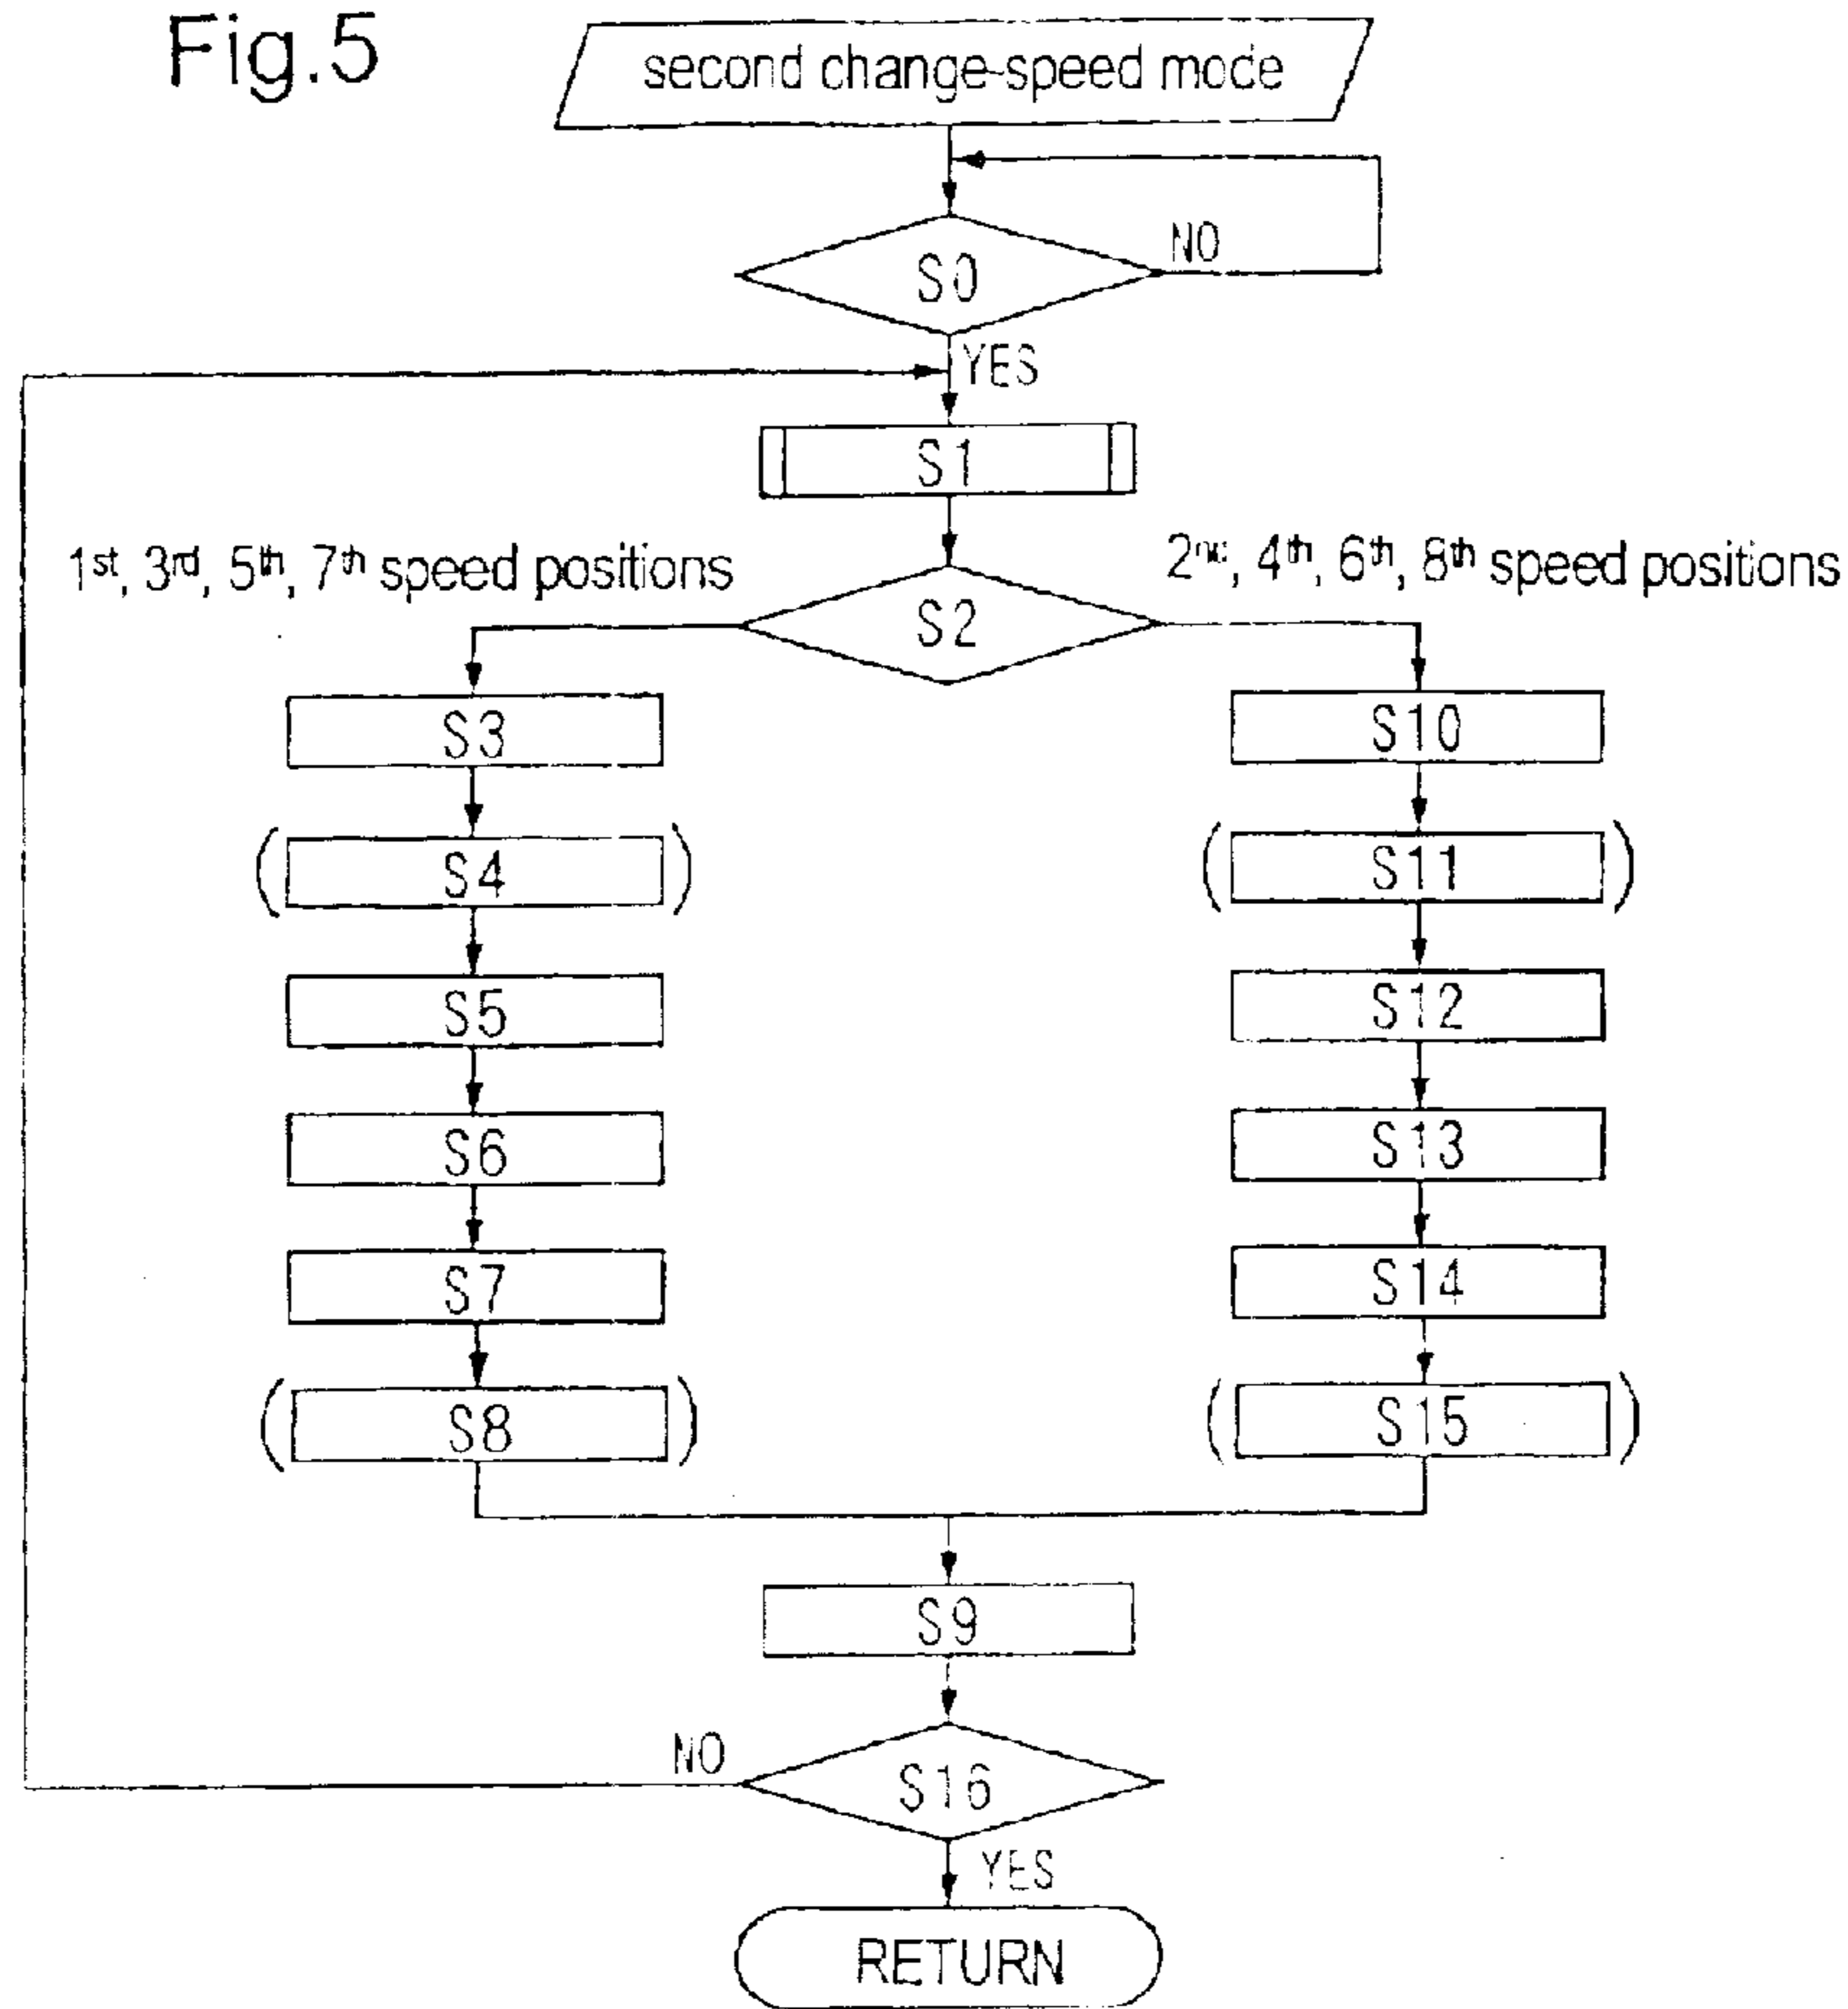 Fig.5
second change-speed mode
S0
NO
YES
S1
1st, 3rd, 5th, 7th speed positions
2nd, 4th, 6th, 8th speed positions
S2
S3
S10
( S4 )
( S11 )
S5
S12
S6
S13
S7
S14
( S8 )
( S15 )
S9
NO
S16
YES
RETURN